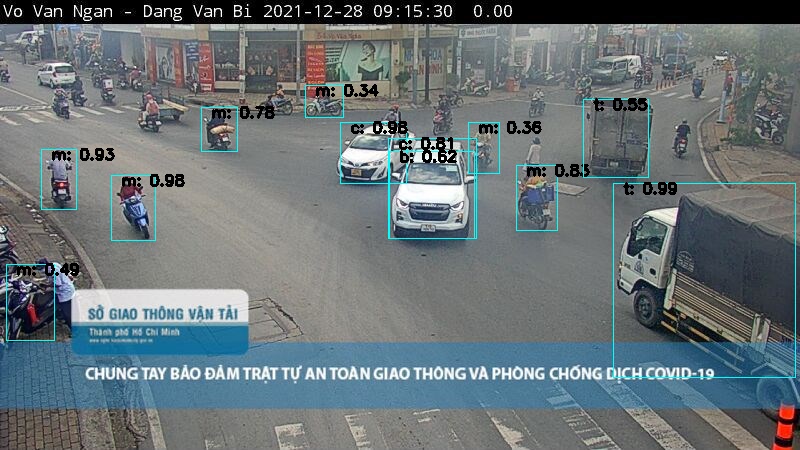 Vo Van Ngan - Dang Van Bi 2021-12-28 09:15:30 0.00
m: 0.34
m: 0.78
t: 0.55
c: 0.98
m: 0.36
c: 0.81
b: 0.62
m: 0.93
m: 0.98
m: 0.83
t: 0.99
m: 0.49
ISUZU
SỞ GIAO THÔNG VẬN TẢI
Thành phố Hồ Chí Minh
CHUNG TAY BẢO ĐẢM TRẬT TỰ AN TOÀN GIAO THÔNG VÀ PHÒNG CHỐNG DỊCH COVID-19